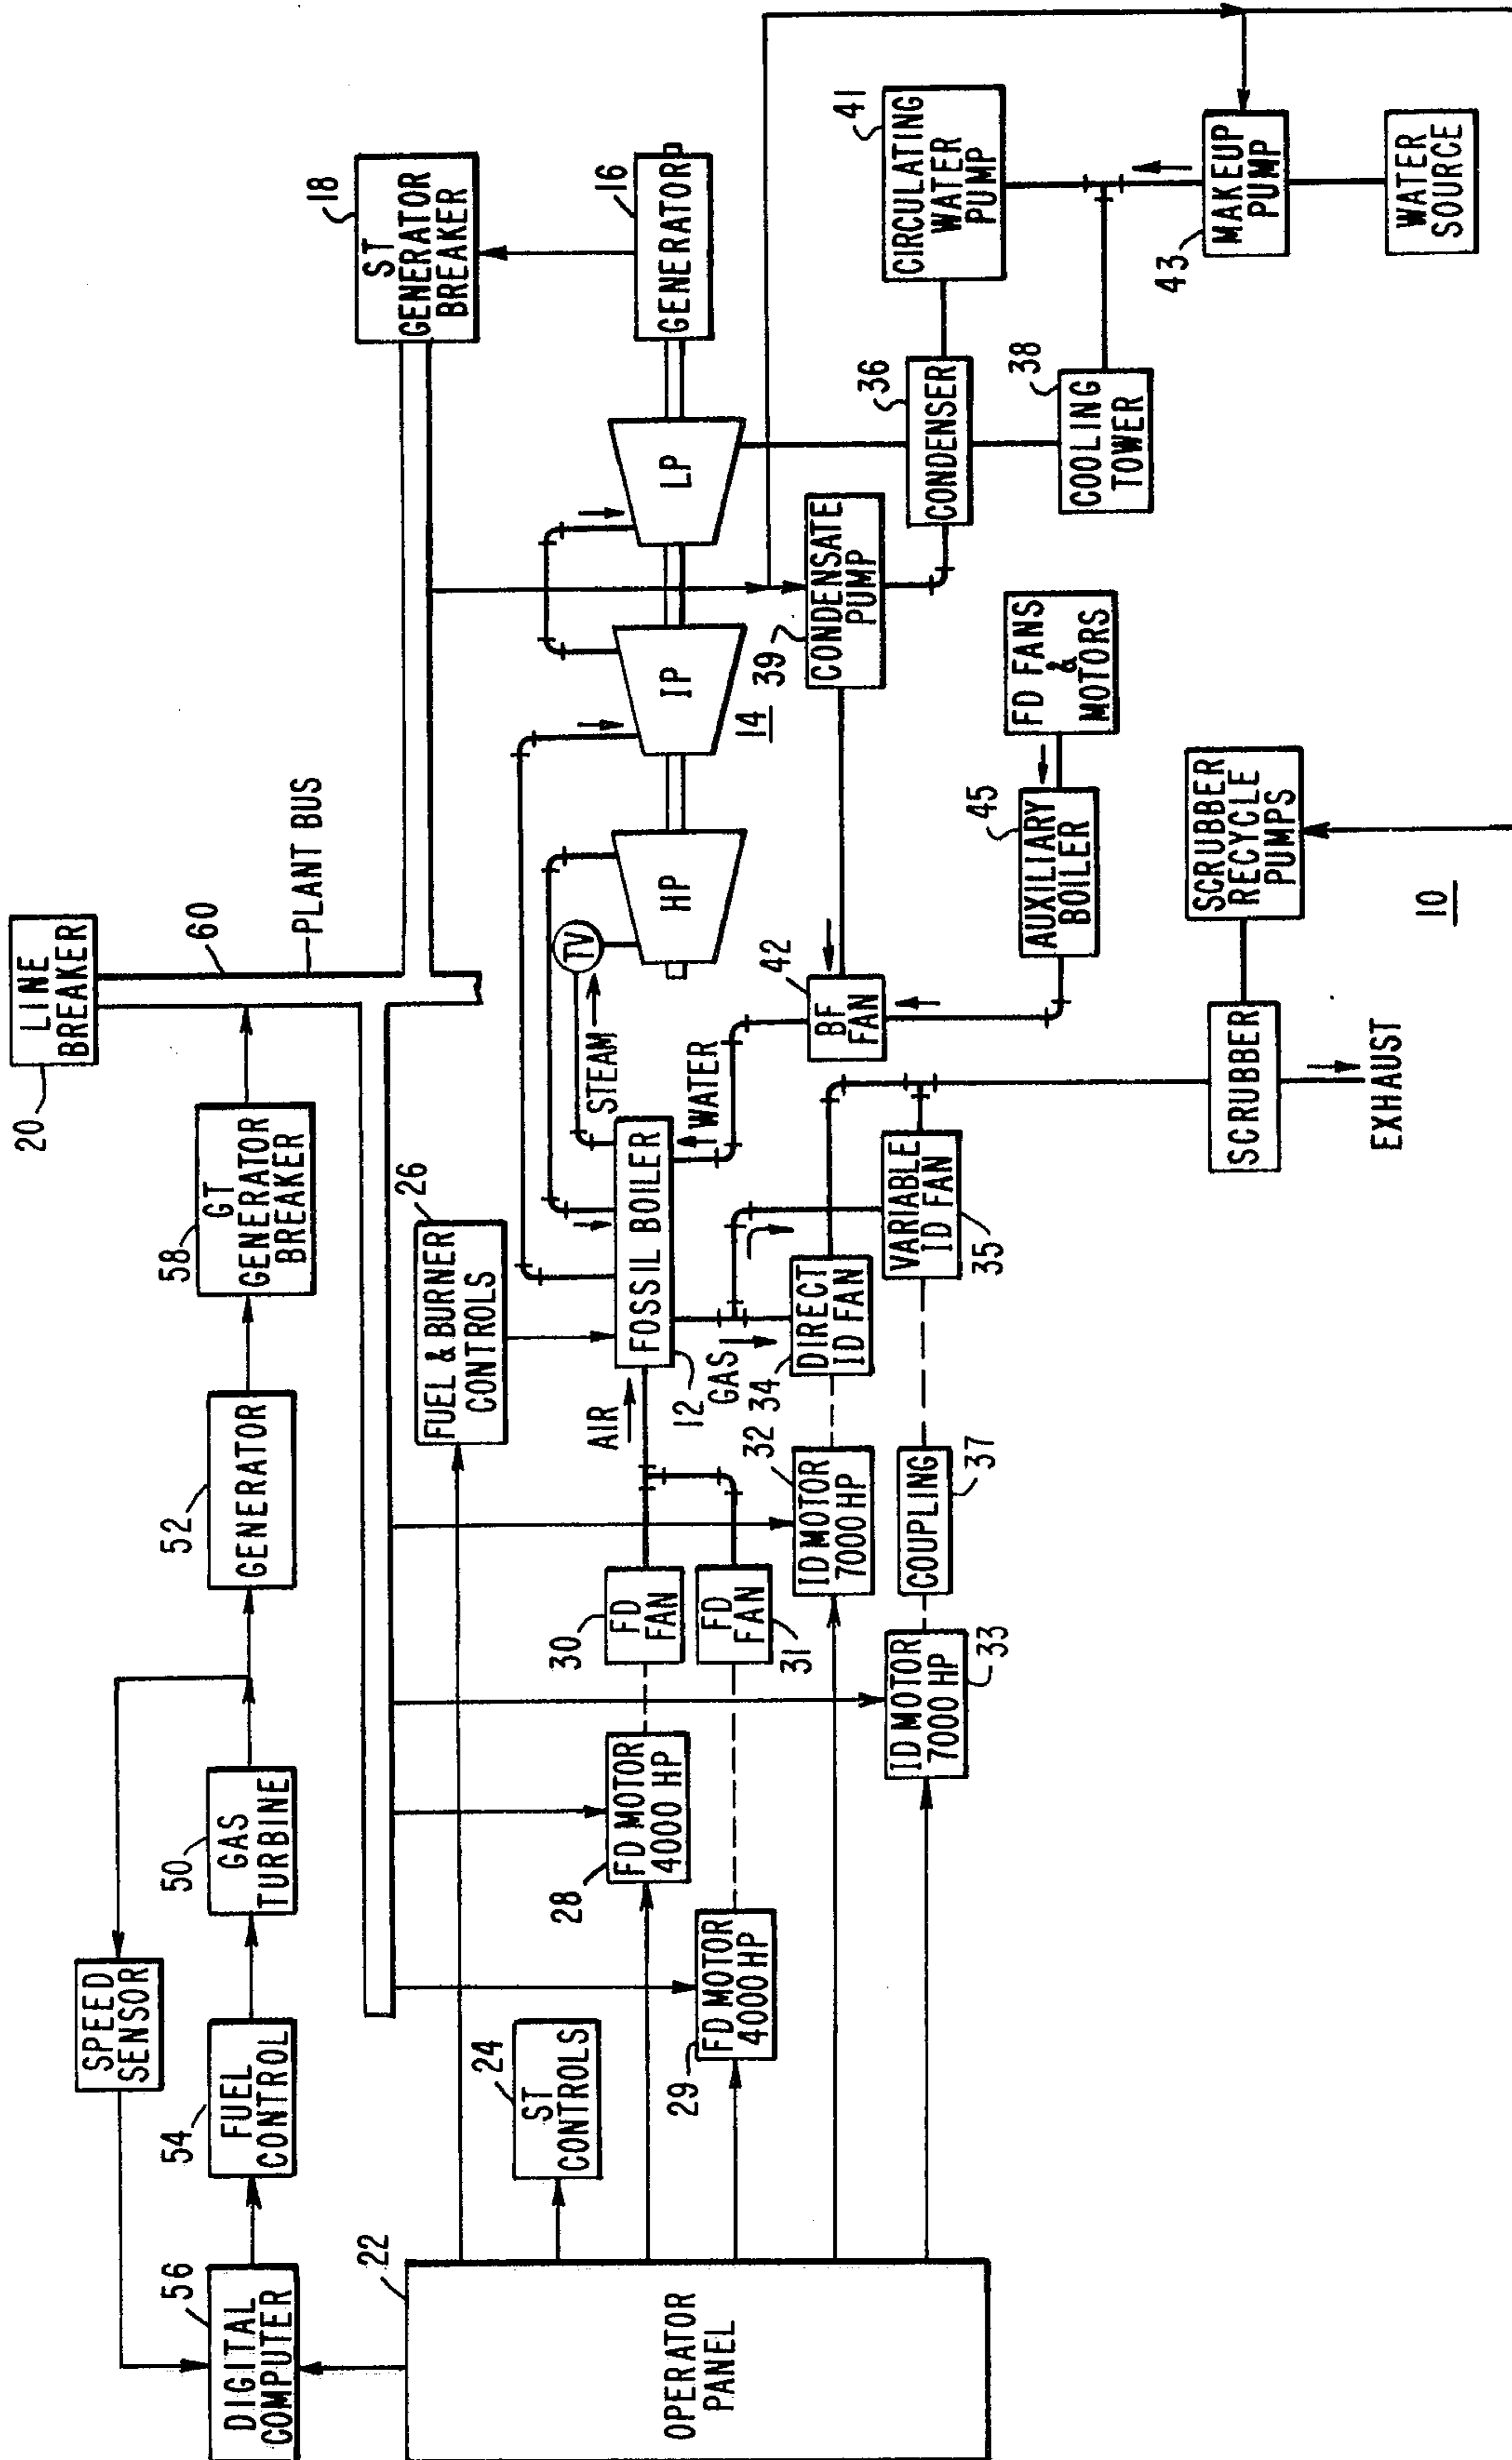 SPEED
SENSOR
56
DIGITAL
COMPUTER
54
FUEL
CONTROL
50
GAS
TURBINE
52
GENERATOR
58
GT
GENERATOR
BREAKER
20
LINE
BREAKER
60
PLANT BUS
18
ST
GENERATOR
BREAKER
22
OPERATOR
PANEL
26
FUEL & BURNER
CONTROLS
24
ST
CONTROLS
28
FD MOTOR
4000 HP
30
FD
FAN
29
FD MOTOR
4000 HP
31
FD
FAN
AIR
12
FOSSIL BOILER
STEAM
WATER
TV
HP
IP
LP
14
16
GENERATOR
GAS
32
ID MOTOR
7000 HP
34
DIRECT
ID FAN
33
ID MOTOR
7000 HP
37
COUPLING
35
VARIABLE
ID FAN
42
BF
FAN
39
CONDENSATE
PUMP
36
CONDENSER
41
CIRCULATING
WATER
PUMP
38
COOLING
TOWER
43
MAKEUP
PUMP
WATER
SOURCE
45
AUXILIARY
BOILER
FD FANS
&
MOTORS
SCRUBBER
SCRUBBER
RECYCLE
PUMPS
EXHAUST
10